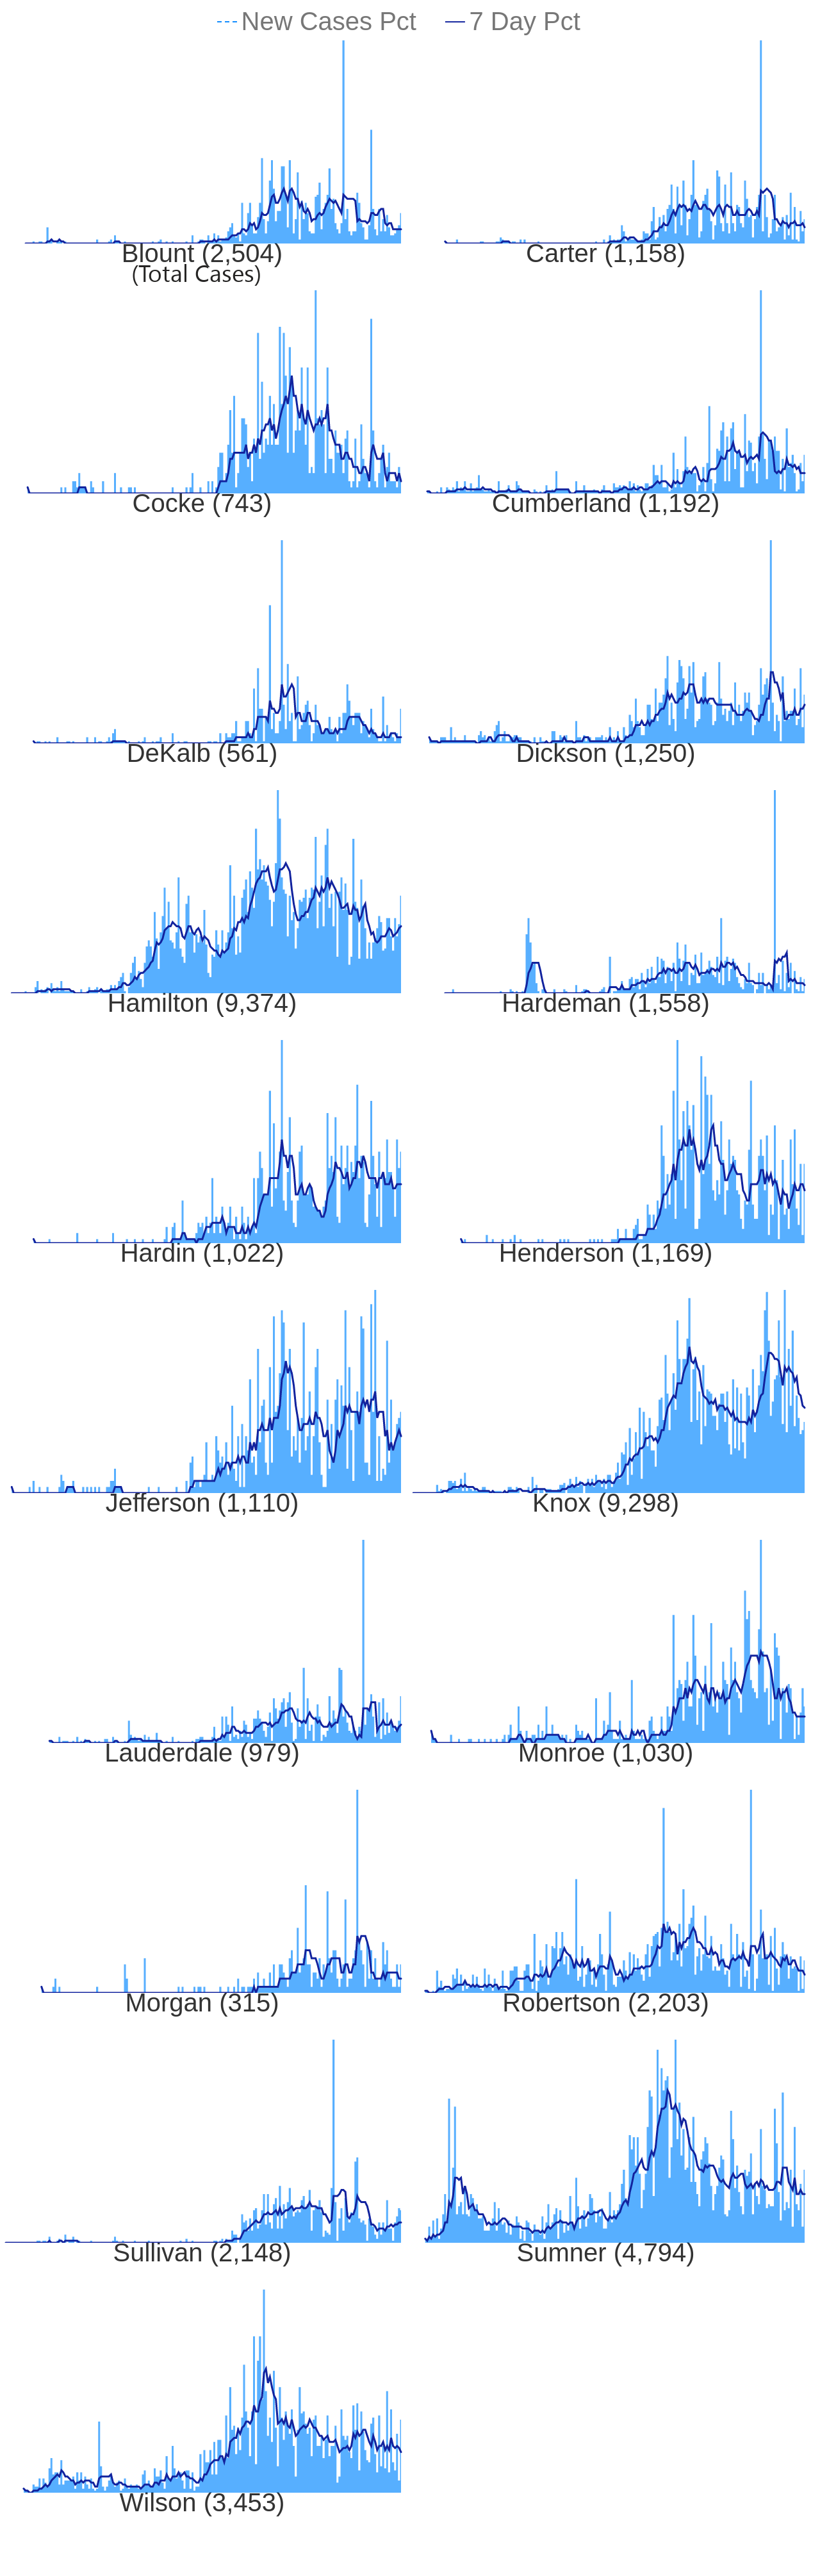 New Cases Pct 7 Day Pct
Blount (2,504) Carter (1,158)
(Total Cases)
Cocke (743) Cumberland (1,192)
DeKalb (561) Dickson (1,250)
Hamilton (9,374) Hardeman (1,558)
Hardin (1,022) Henderson (1,169)
Jefferson (1,110) Knox (9,298)
Lauderdale (979) Monroe (1,030)
Morgan (315) Robertson (2,203)
Sullivan (2,148) Sumner (4,794)
Wilson (3,453)